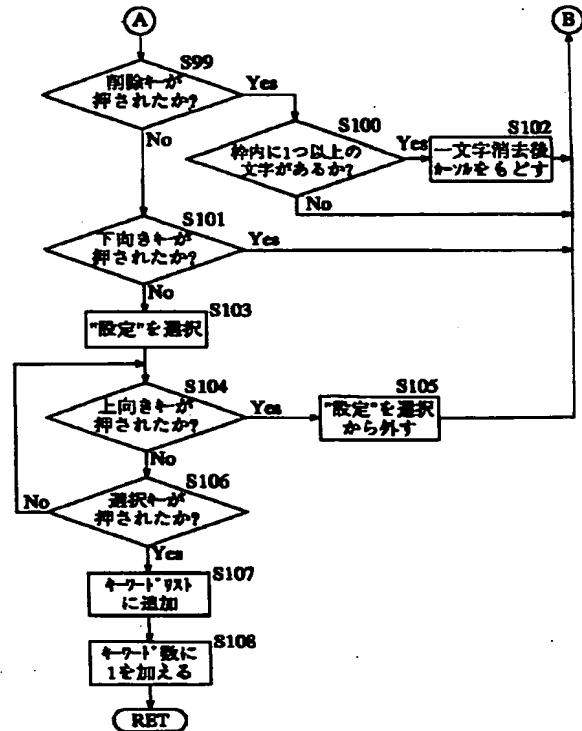 A
B
S99
削除キーが
押されたか?
Yes
No
S100
枠内に1つ以上の
文字があるか?
Yes
No
S102
一文字消去後
カーソルをもどす
S101
下向きキーが
押されたか?
Yes
No
S103
"設定"を選択
S104
上向きキーが
押されたか?
Yes
No
S105
"設定"を選択
から外す
S106
選択キーが
押されたか?
No
Yes
S107
キーワードリスト
に追加
S108
キーワード数に
1を加える
RET